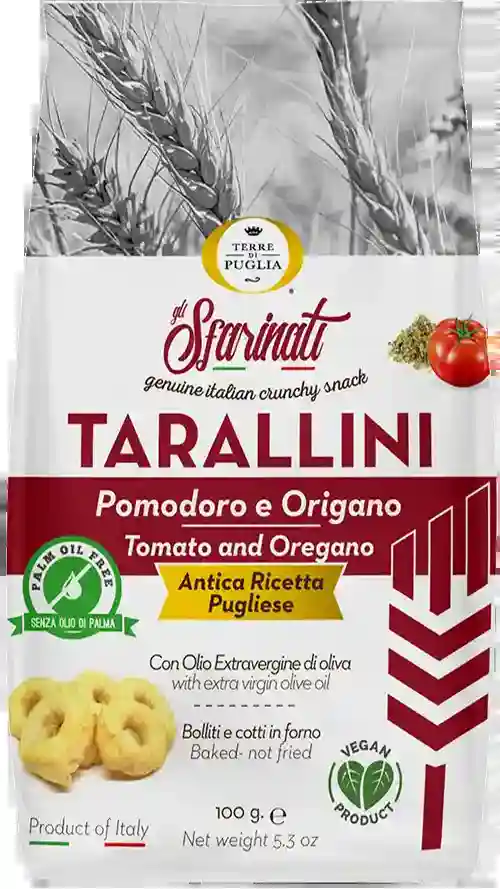 TERRE
DI
PUGLIA
gli
Sfarinati
genuine italian crunchy snack
TARALLINI
Pomodoro e Origano
Tomato and Oregano
PALM OIL FREE
SENZA OLIO DI PALMA
Antica Ricetta
Pugliese
Con Olio Extravergine di oliva
with extra virgin olive oil
Bolliti e cotti in forno
Baked- not fried
VEGAN
PRODUCT
100 g. ℮
Net weight 5.3 oz
Product of Italy